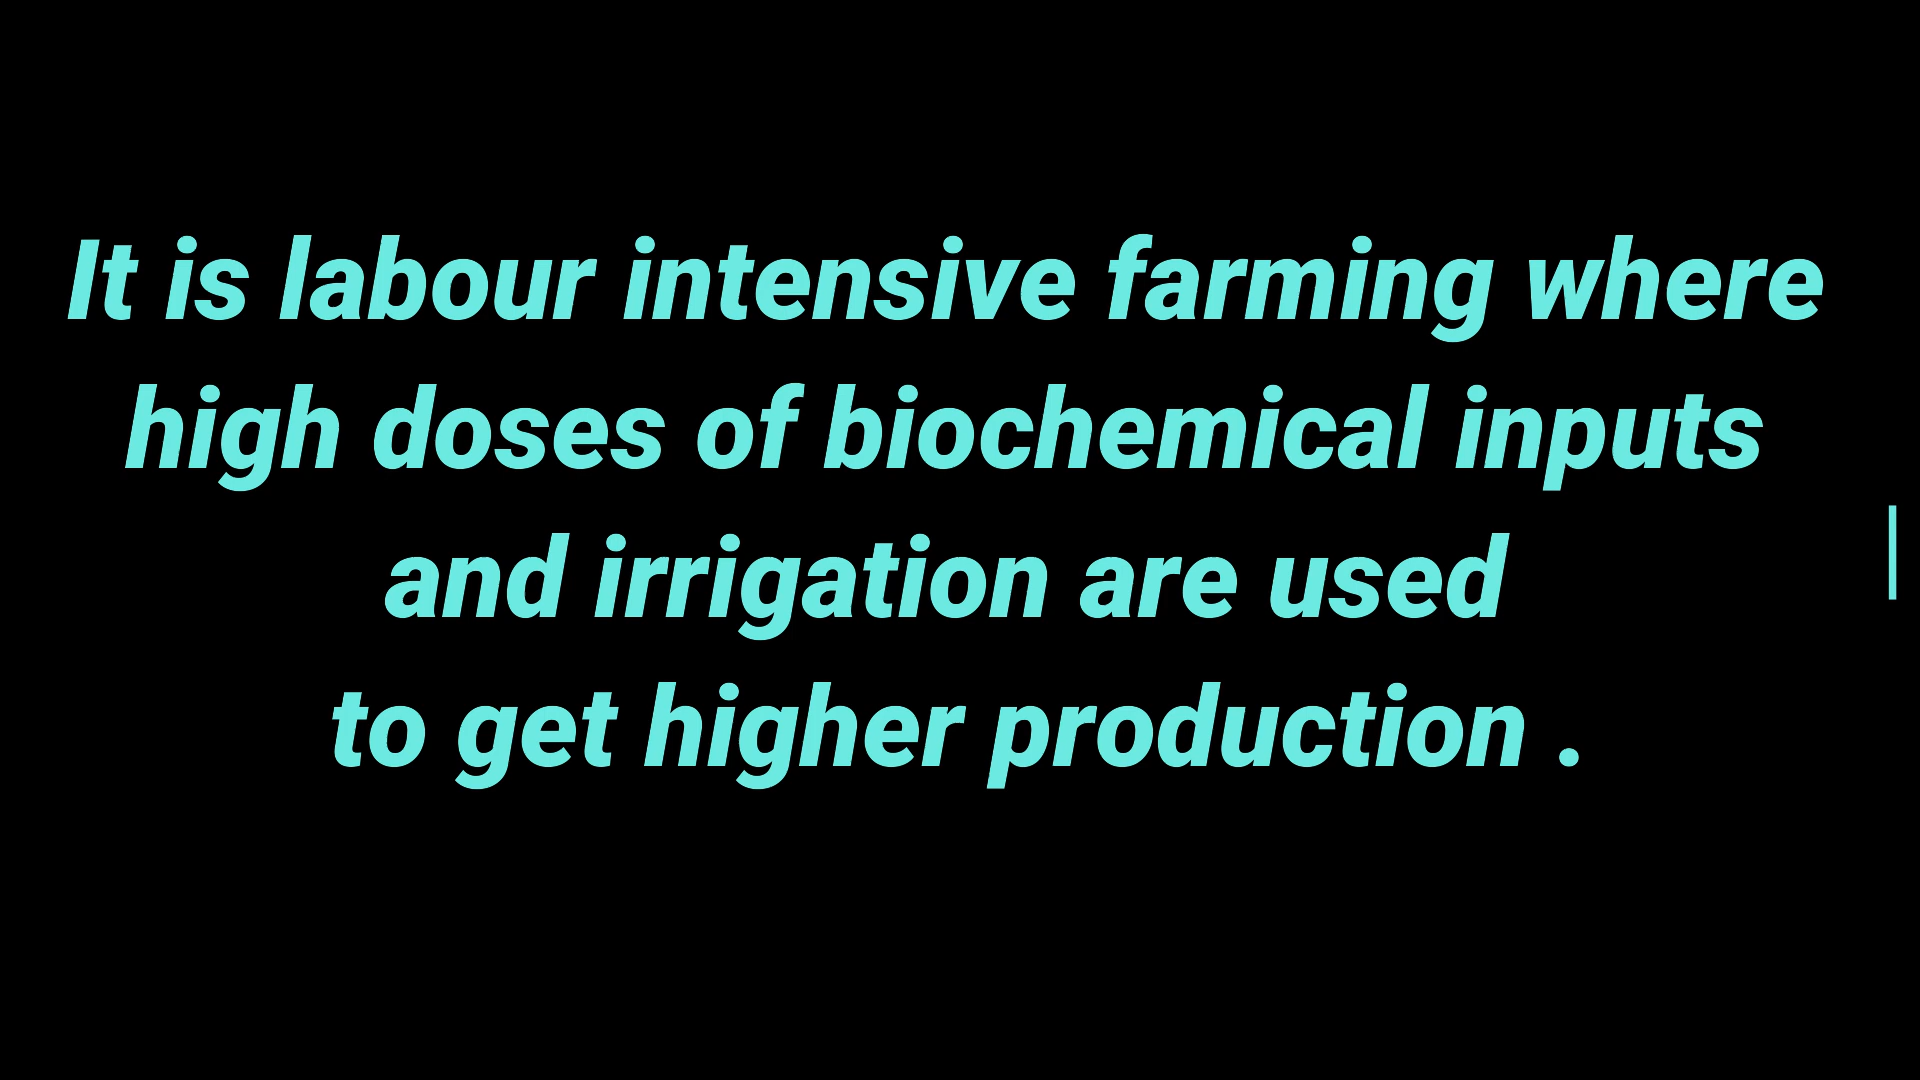 It is labour intensive farming where
high doses of biochemical inputs
and irrigation are used
to get higher production .